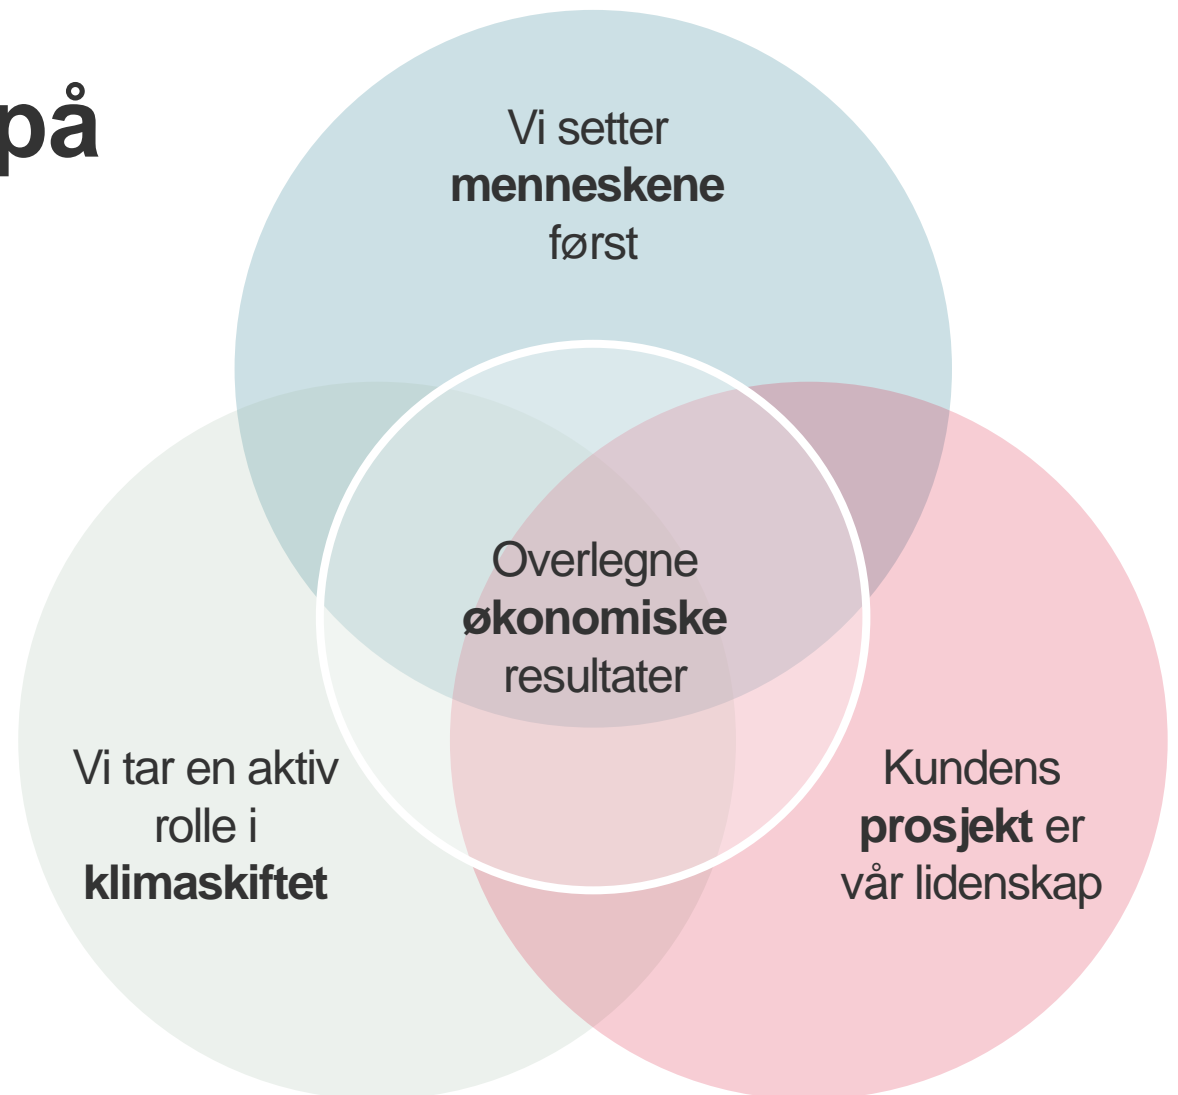 på
Vi setter
menneskene
først
Overlegne
økonomiske
resultater
Vi tar en aktiv
rolle i
klimaskiftet
Kundens
prosjekt er
vår lidenskap